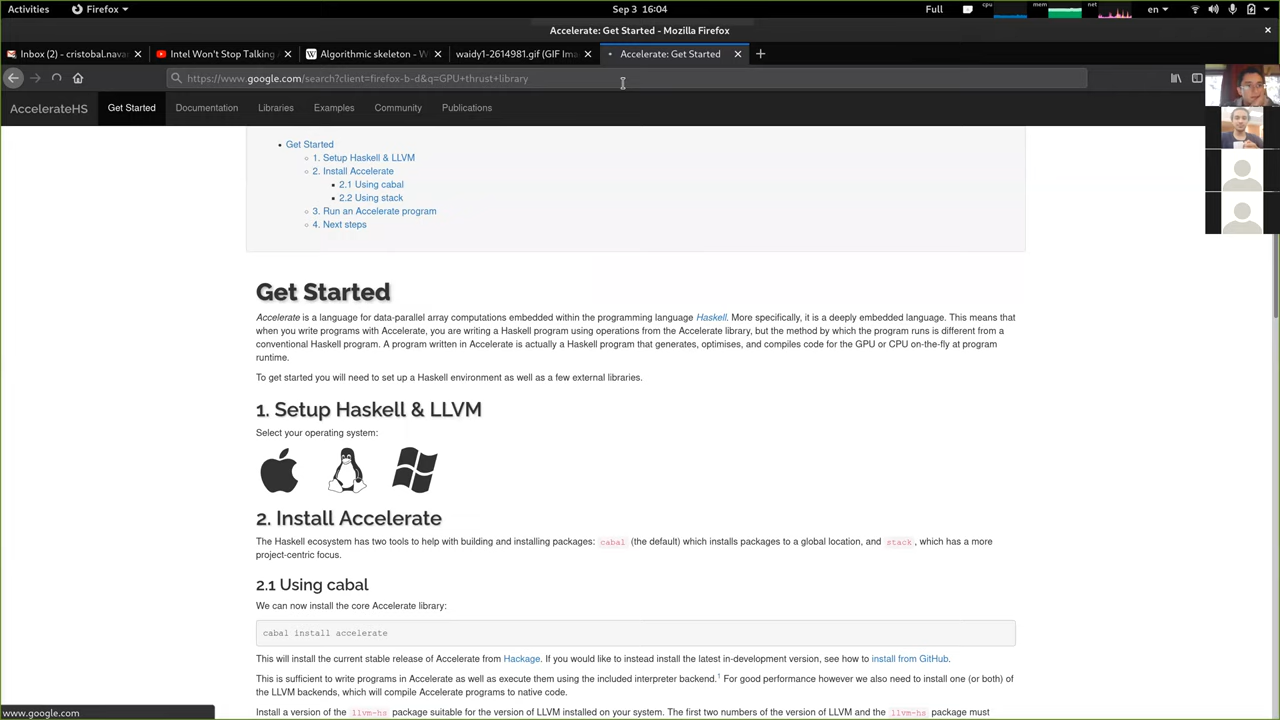 Activities
Firefox
Sep 3 16:04
Full
cpu
mem
net
en
Accelerate: Get Started - Mozilla Firefox
Inbox (2) - cristobal.nava
Intel Won't Stop Talking
Algorithmic skeleton - W
waidy1-2614981.gif (GIF Ima
Accelerate: Get Started
https://www.google.com/search?client=firefox-b-d&q=GPU+thrust+library
AccelerateHS
Get Started
Documentation
Libraries
Examples
Community
Publications
Get Started
1. Setup Haskell & LLVM
2. Install Accelerate
2.1 Using cabal
2.2 Using stack
3. Run an Accelerate program
4. Next steps
Get Started
Accelerate is a language for data-parallel array computations embedded within the programming language Haskell. More specifically, it is a deeply embedded language. This means that
when you write programs with Accelerate, you are writing a Haskell program using operations from the Accelerate library, but the method by which the program runs is different from a
conventional Haskell program. A program written in Accelerate is actually a Haskell program that generates, optimises, and compiles code for the GPU or CPU on-the-fly at program
runtime.
To get started you will need to set up a Haskell environment as well as a few external libraries.
1. Setup Haskell & LLVM
Select your operating system:
2. Install Accelerate
The Haskell ecosystem has two tools to help with building and installing packages: cabal (the default) which installs packages to a global location, and stack, which has a more
project-centric focus.
2.1 Using cabal
We can now install the core Accelerate library:
cabal install accelerate
This will install the current stable release of Accelerate from Hackage. If you would like to instead install the latest in-development version, see how to install from GitHub.
This is sufficient to write programs in Accelerate as well as execute them using the included interpreter backend.1 For good performance however we also need to install one (or both) of
the LLVM backends, which will compile Accelerate programs to native code.
Install a version of the llvm-hs package suitable for the version of LLVM installed on your system. The first two numbers of the version of LLVM and the llvm-hs package must
www.google.com